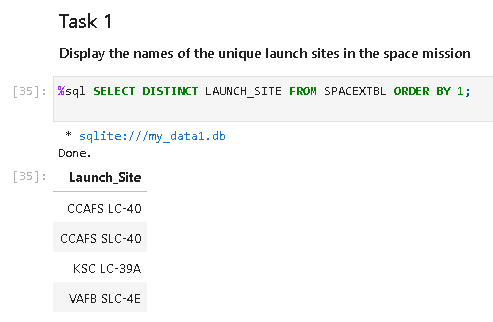 Task 1
Display the names of the unique launch sites in the space mission
[35]: %sql SELECT DISTINCT LAUNCH_SITE FROM SPACEXTBL ORDER BY 1;
* sqlite:///my_data1.db
Done.
[35]: Launch_Site
CCAFS LC-40
CCAFS SLC-40
KSC LC-39A
VAFB SLC-4E